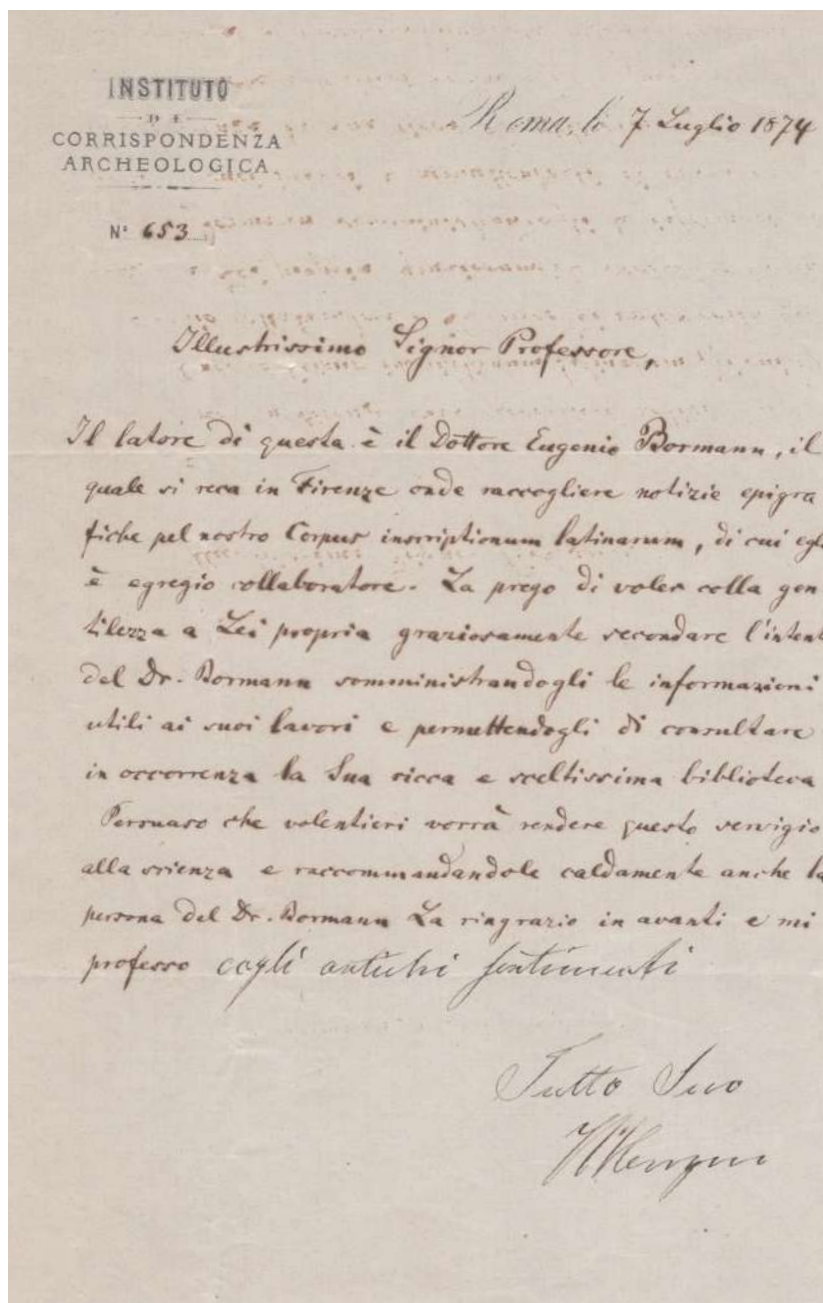 INSTITUTO
DI
CORRISPONDENZA
ARCHEOLOGICA
Roma, li 7 Luglio 1874
N° 653
Illustrissimo Signor Professore,
Il latore di questa è il Dottore Eugenio Bormann, il
quale si reca in Firenze onde raccogliere notizie epigra
fiche pel nostro Corpus inscriptionum latinarum, di cui egli
è egregio collaboratore. La prego di voler colla gen
tilezza a Lei propria graziosamente secondare l'intent
del Dr. Bormann somministrandogli le informazioni
utili ai suoi lavori e permettendogli di consultare
in occorrenza la Sua ricca e sceltissima biblioteca
Persuaso che volentieri vorrà rendere questo servigio
alla scienza e raccommandandole caldamente anche la
persona del Dr. Bormann La ringrazio in avanti e mi
professo cogli antichi sentimenti
Tutto Suo
WHenzen